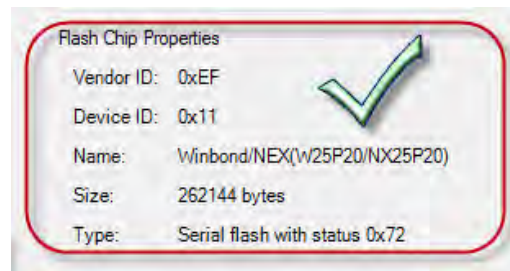 Flash Chip Properties
Vendor ID: 0xEF
Device ID: 0x11
Name: Winbond/NEX(W25P20/NX25P20)
Size: 262144 bytes
Type: Serial flash with status 0x72